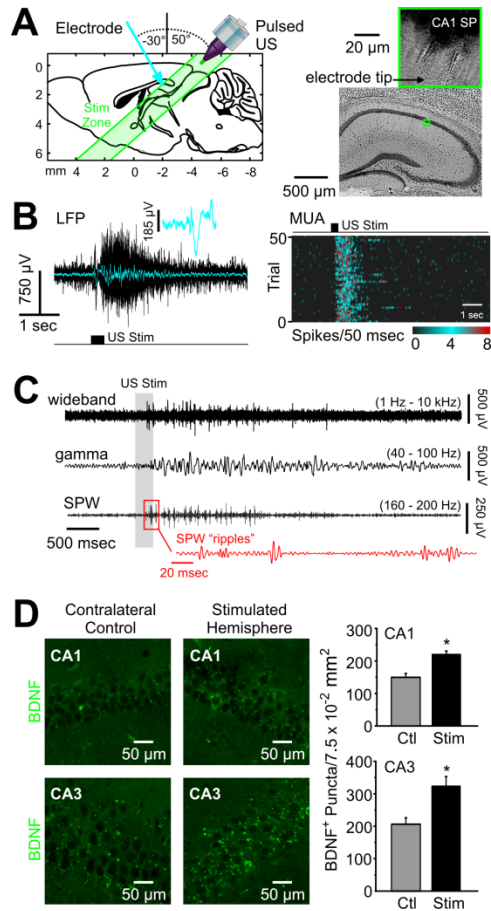 A
Electrode
-30°
50°
Pulsed
US
Stim
Zone
0
2
4
6
mm
4
2
0
-2
-4
-6
-8
CA1 SP
20 µm
electrode tip
500 µm
B
LFP
185 µV
750 µV
1 sec
US Stim
MUA
US Stim
50
Trial
0
1 sec
Spikes/50 msec
0
4
8
C
US Stim
wideband
(1 Hz - 10 kHz)
500 µV
gamma
(40 - 100 Hz)
500 µV
SPW
(160 - 200 Hz)
250 µV
500 msec
SPW "ripples"
20 msec
D
Contralateral
Control
Stimulated
Hemisphere
BDNF
CA1
50 µm
CA1
50 µm
BDNF
CA3
50 µm
CA3
50 µm
BDNF⁺ Puncta/7.5 x 10⁻² mm²
300
200
100
0
CA1
*
Ctl
Stim
400
300
200
100
0
CA3
*
Ctl
Stim